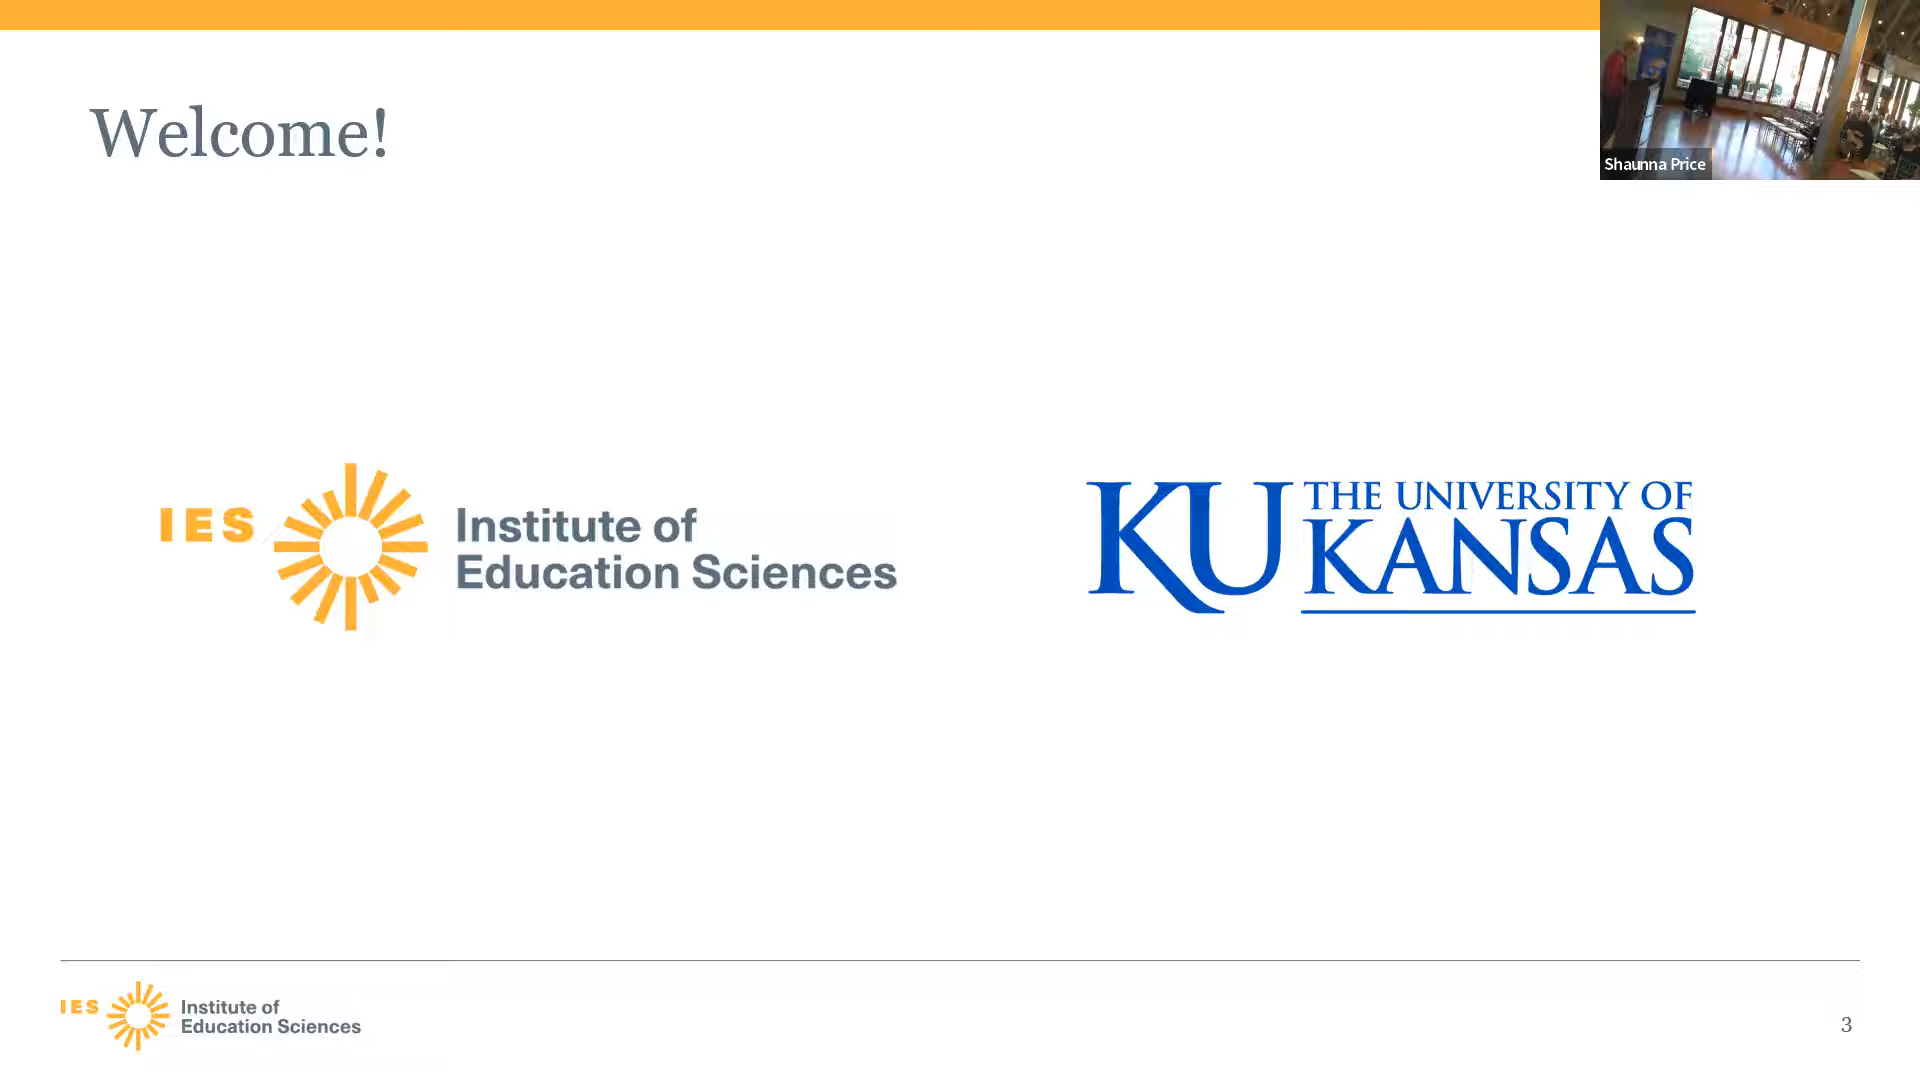 Welcome!
Shaunna Price
IES
Institute of
Education Sciences
KU
THE UNIVERSITY OF
KANSAS
IES
Institute of
Education Sciences
3